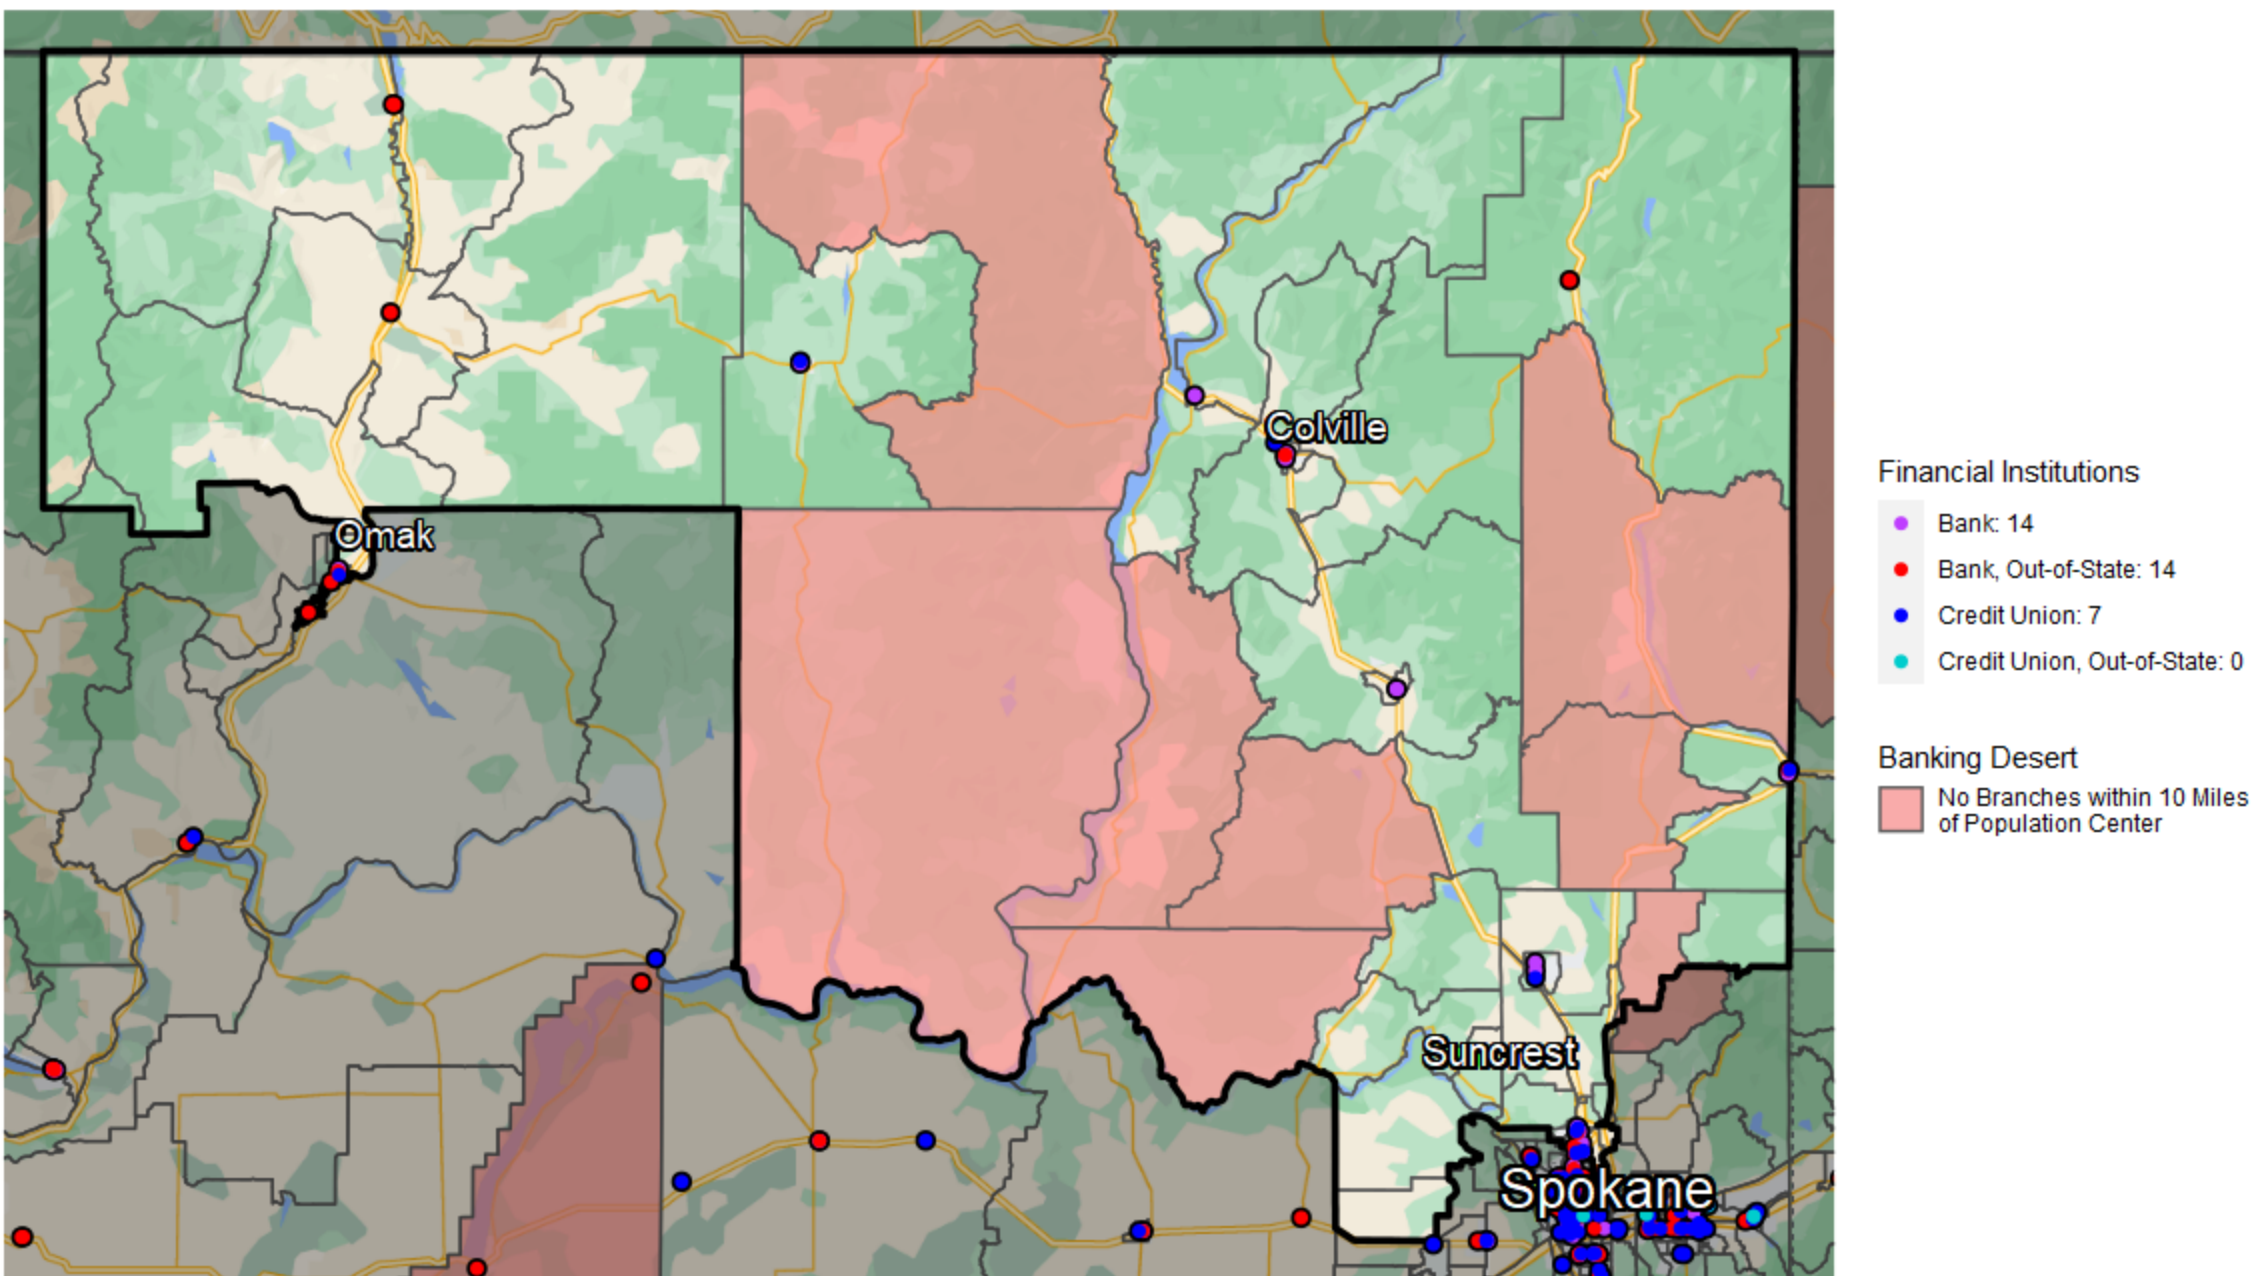 Colville
Omak
Suncrest
Spokane
Financial Institutions
Bank: 14
Bank, Out-of-State: 14
Credit Union: 7
Credit Union, Out-of-State: 0
Banking Desert
No Branches within 10 Miles
of Population Center